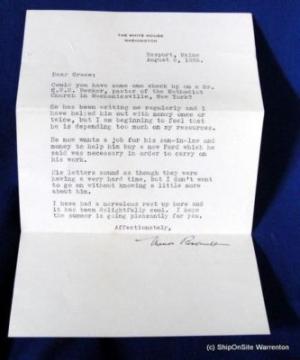 THE WHITE HOUSE
WASHINGTON
Newport, Maine
August 6, 1935.
Dear Grace:
Could you have some one check up on a Mr.
Becker, pastor of the Methodist
Church in Mechanicsville, New York?
He has been writing me regularly and I
have helped him out with money once or
twice, but I am beginning to feel that
he is depending too much on my resources.
He now wants a job for his son-in-law and
money to help him buy a new Ford which he
said was necessary in order to carry on
his work.
His letters sound as though they were
having a very hard time, but I don't want
to go on without knowing a little more
about him.
I have had a marvelous rest up here and
it has been delightfully cool. I hope
the summer is going pleasantly for you.
Affectionately,
(c) ShipOnSite Warrenton